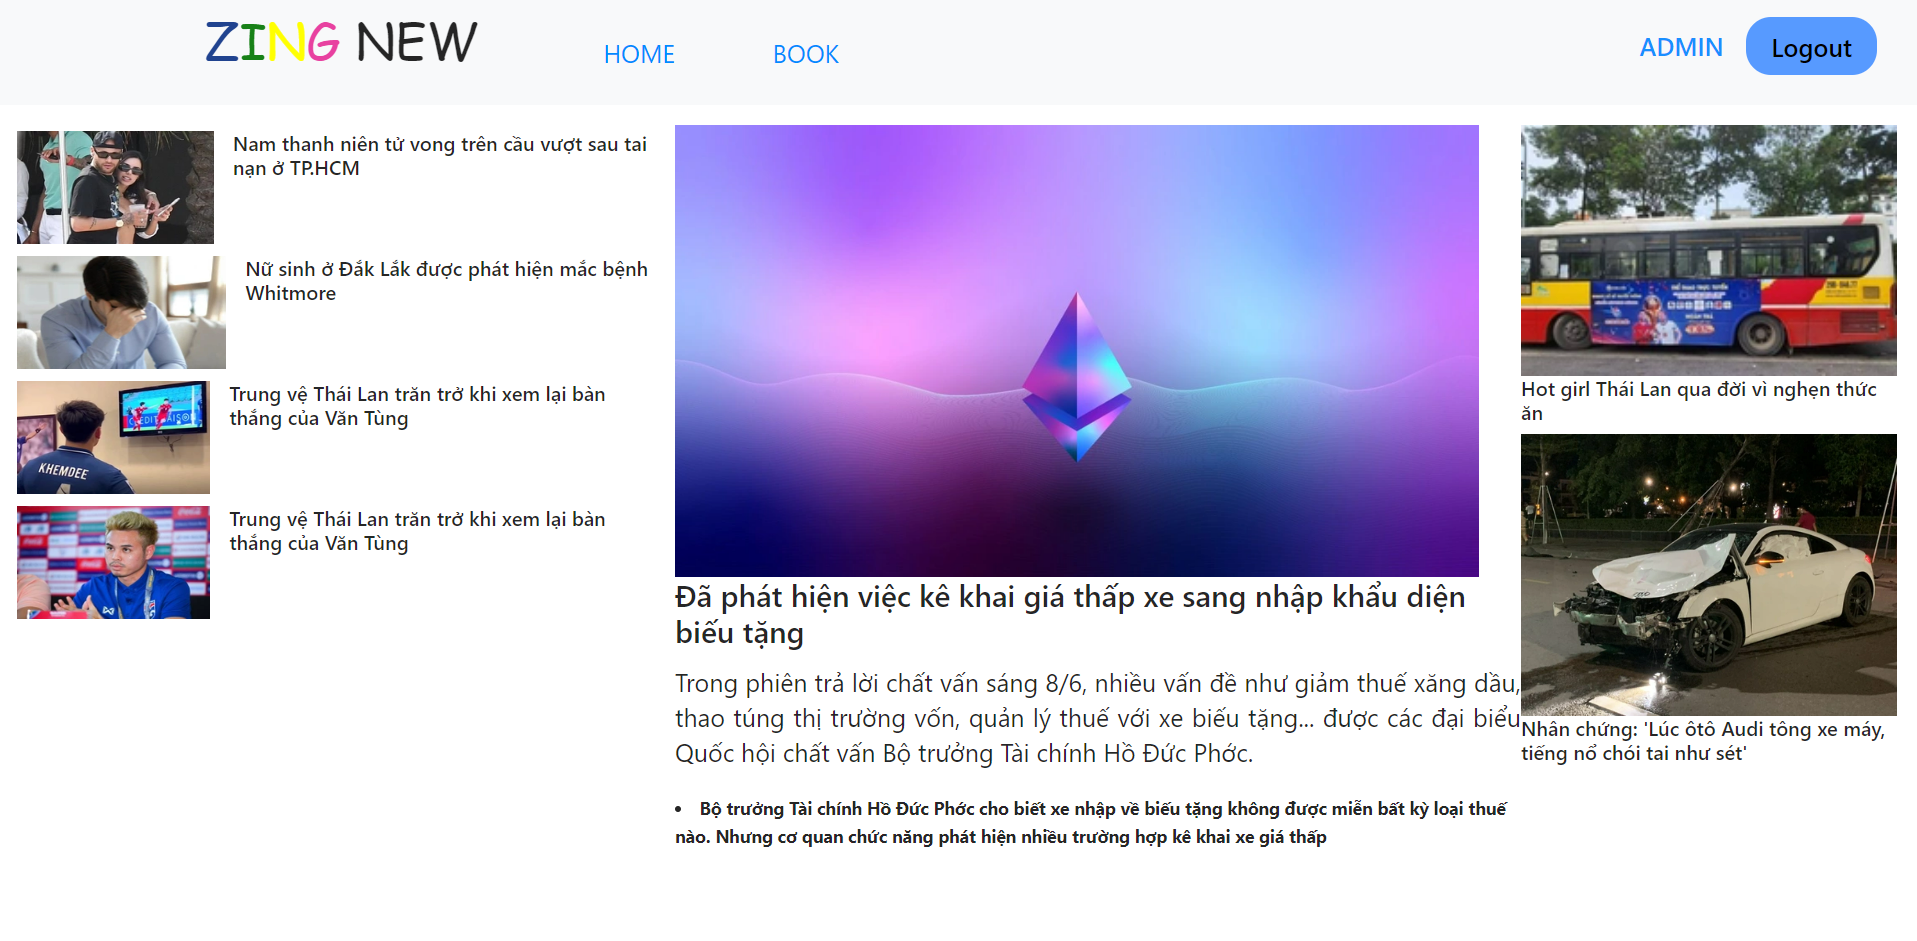 ZING NEW
HOME
BOOK
ADMIN
Logout
Nam thanh niên tử vong trên cầu vượt sau tai
nạn ở TP.HCM
Nữ sinh ở Đắk Lắk được phát hiện mắc bệnh
Whitmore
KHEMDEE
4
Trung vệ Thái Lan trăn trở khi xem lại bàn
thắng của Văn Tùng
Trung vệ Thái Lan trăn trở khi xem lại bàn
thắng của Văn Tùng
Đã phát hiện việc kê khai giá thấp xe sang nhập khẩu diện
biếu tặng
Trong phiên trả lời chất vấn sáng 8/6, nhiều vấn đề như giảm thuế xăng dầu,
thao túng thị trường vốn, quản lý thuế với xe biếu tặng... được các đại biểu
Quốc hội chất vấn Bộ trưởng Tài chính Hồ Đức Phớc.
• Bộ trưởng Tài chính Hồ Đức Phớc cho biết xe nhập về biếu tặng không được miễn bất kỳ loại thuế
nào. Nhưng cơ quan chức năng phát hiện nhiều trường hợp kê khai xe giá thấp
Hot girl Thái Lan qua đời vì nghẹn thức
ăn
Nhân chứng: 'Lúc ôtô Audi tông xe máy,
tiếng nổ chói tai như sét'